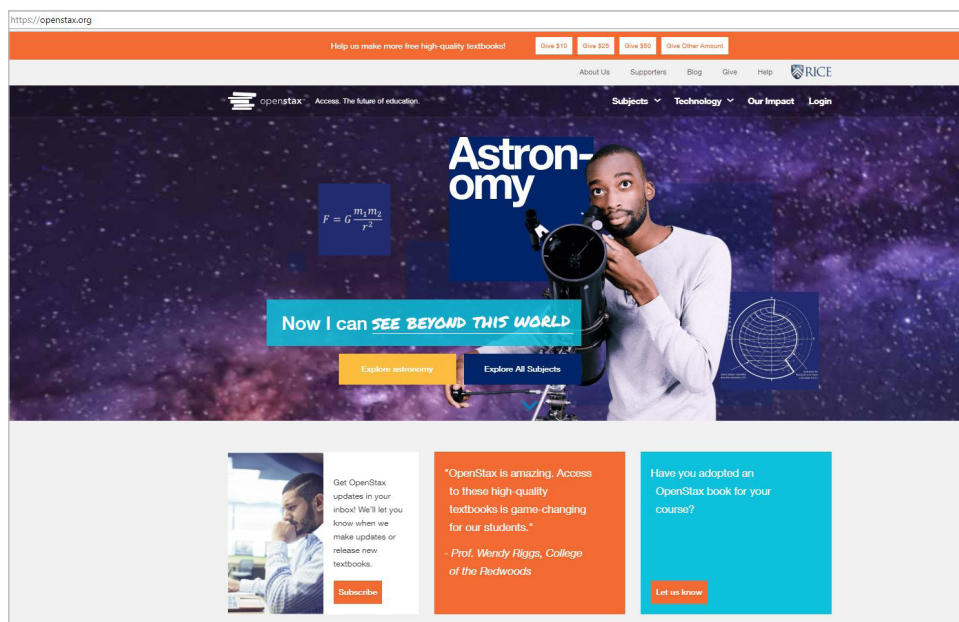 https://openstax.org
Help us make more free high-quality textbooks! Give $10 Give $25 Give $50 Give Other Amount
About Us Supporters Blog Give Help RICE
openstax™ Access. The future of education. Subjects Technology Our Impact Login
Astron-
omy
F = G m₁m₂ / r²
Now I can SEE BEYOND THIS WORLD
Explore astronomy Explore All Subjects
Get OpenStax
updates in your
inbox! We'll let you
know when we
make updates or
release new
textbooks.
Subscribe
"OpenStax is amazing. Access
to these high-quality
textbooks is game-changing
for our students."
- Prof. Wendy Riggs, College
of the Redwoods
Have you adopted an
OpenStax book for your
course?
Let us know